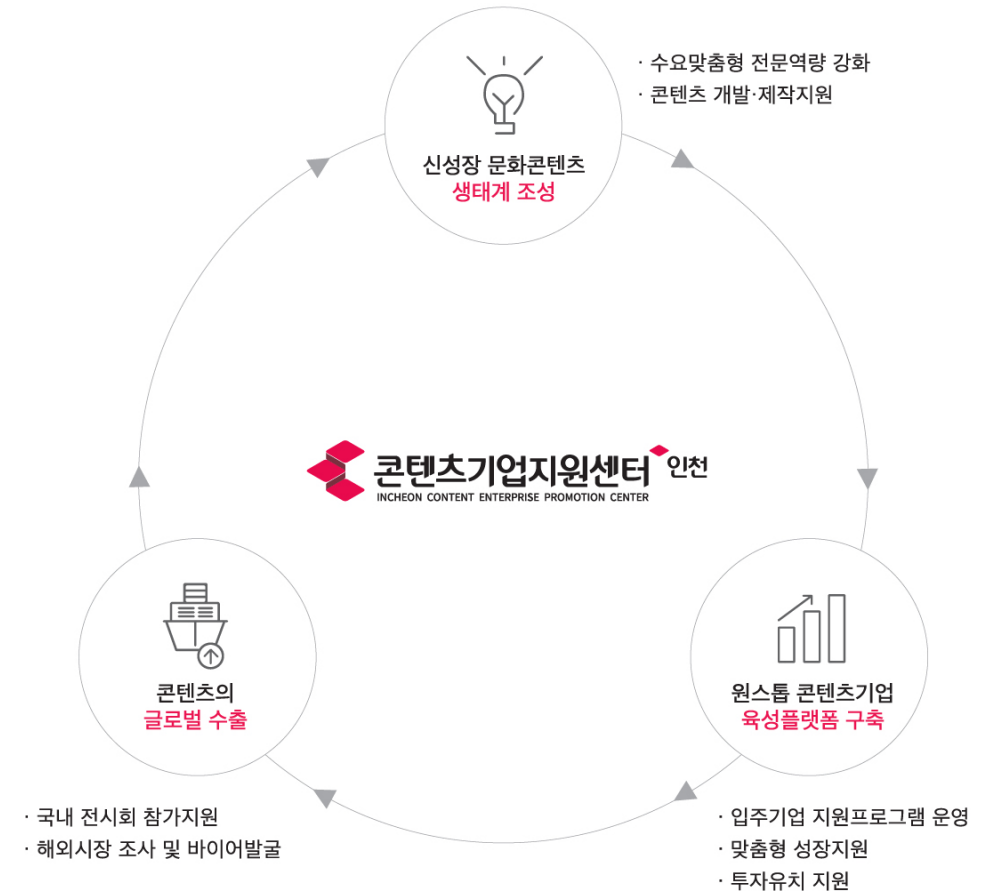 · 수요맞춤형 전문역량 강화
· 콘텐츠 개발·제작지원
신성장 문화콘텐츠
생태계 조성
콘텐츠기업지원센터 인천
INCHEON CONTENT ENTERPRISE PROMOTION CENTER
콘텐츠의
글로벌 수출
· 국내 전시회 참가지원
· 해외시장 조사 및 바이어발굴
원스톱 콘텐츠기업
육성플랫폼 구축
· 입주기업 지원프로그램 운영
· 맞춤형 성장지원
· 투자유치 지원